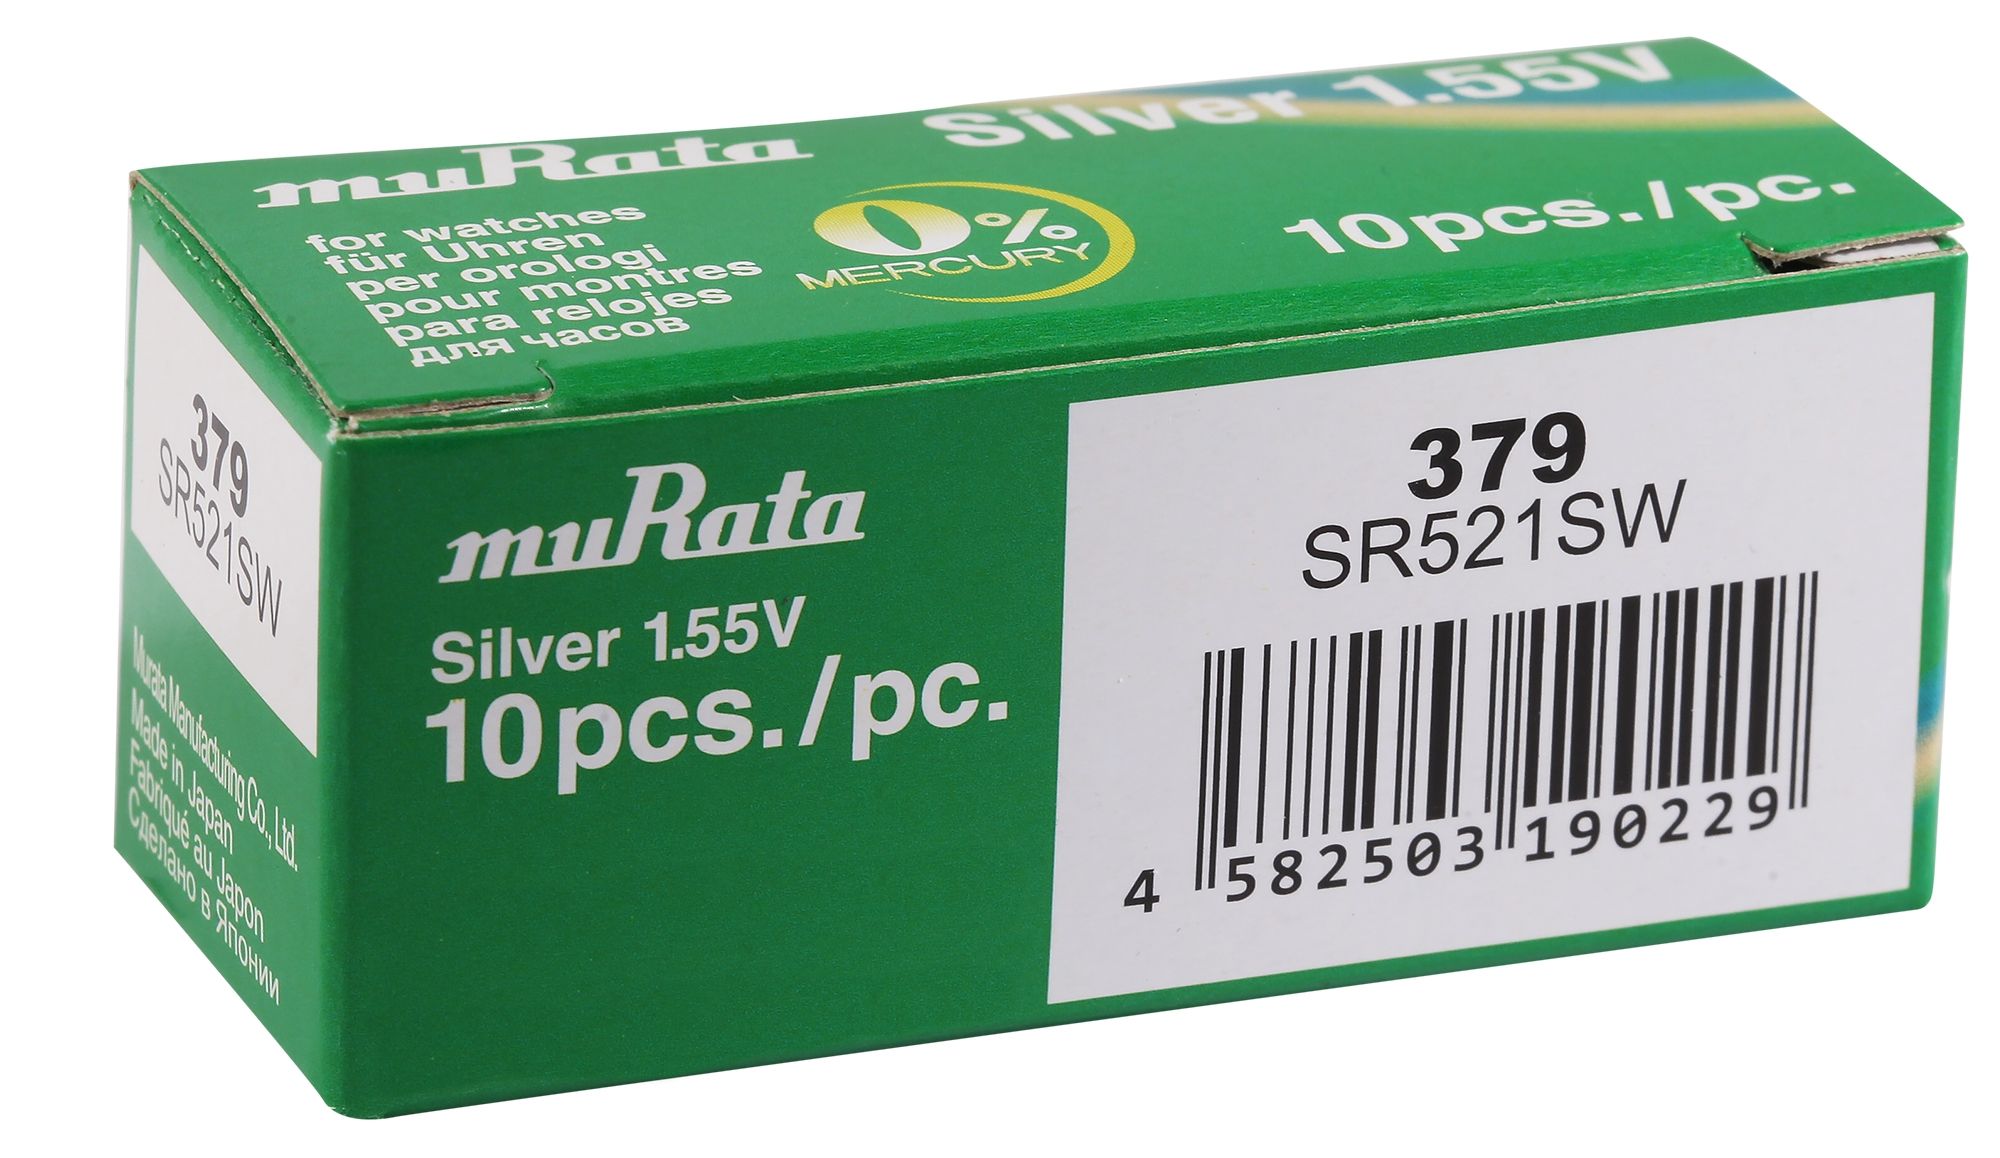 muRata
Silver 1.55V
for watches
für Uhren
per orologi
pour montres
para relojes
для часов
0%
MERCURY
10pcs./pc.
379
SR521SW
Murata Manufacturing Co., Ltd.
Made in Japan
Fabriqué au Japon
Сделано в Японии
muRata
Silver 1.55V
10pcs./pc.
379
SR521SW
4 582503 190229